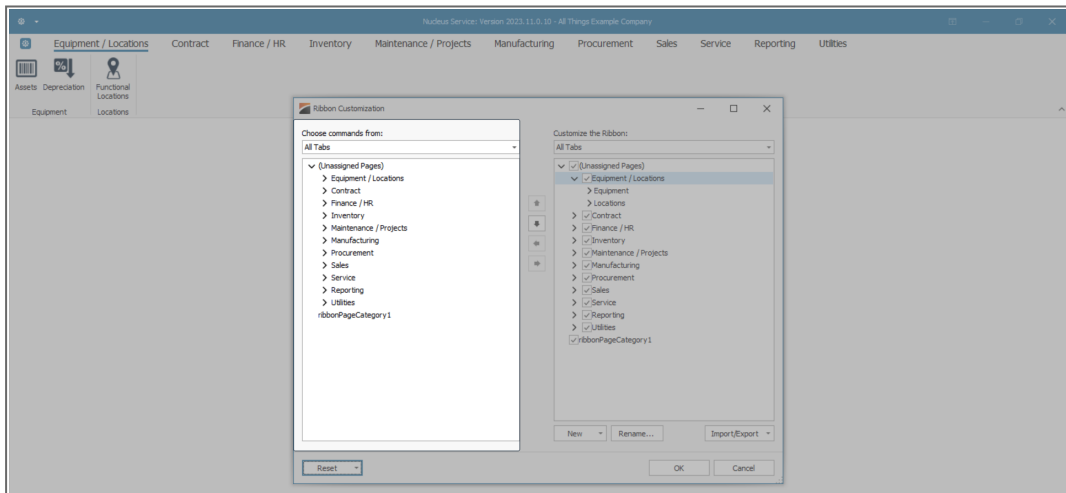 Nucleus Service: Version 2023.11.0.10 - All Things Example Company
Equipment / Locations Contract Finance / HR Inventory Maintenance / Projects Manufacturing Procurement Sales Service Reporting Utilities
Assets Depreciation Functional Locations
Equipment Locations
Ribbon Customization
Choose commands from:
All Tabs
(Unassigned Pages)
Equipment / Locations
Contract
Finance / HR
Inventory
Maintenance / Projects
Manufacturing
Procurement
Sales
Service
Reporting
Utilities
ribbonPageCategory1
Customize the Ribbon:
All Tabs
(Unassigned Pages)
Equipment / Locations
Equipment
Locations
Contract
Finance / HR
Inventory
Maintenance / Projects
Manufacturing
Procurement
Sales
Service
Reporting
Utilities
ribbonPageCategory1
New Rename... Import/Export
Reset OK Cancel